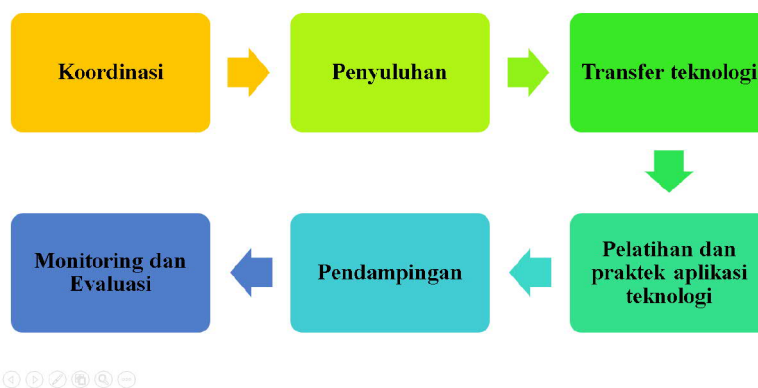 Koordinasi
Penyuluhan
Transfer teknologi
Pelatihan dan
praktek aplikasi
teknologi
Pendampingan
Monitoring dan
Evaluasi